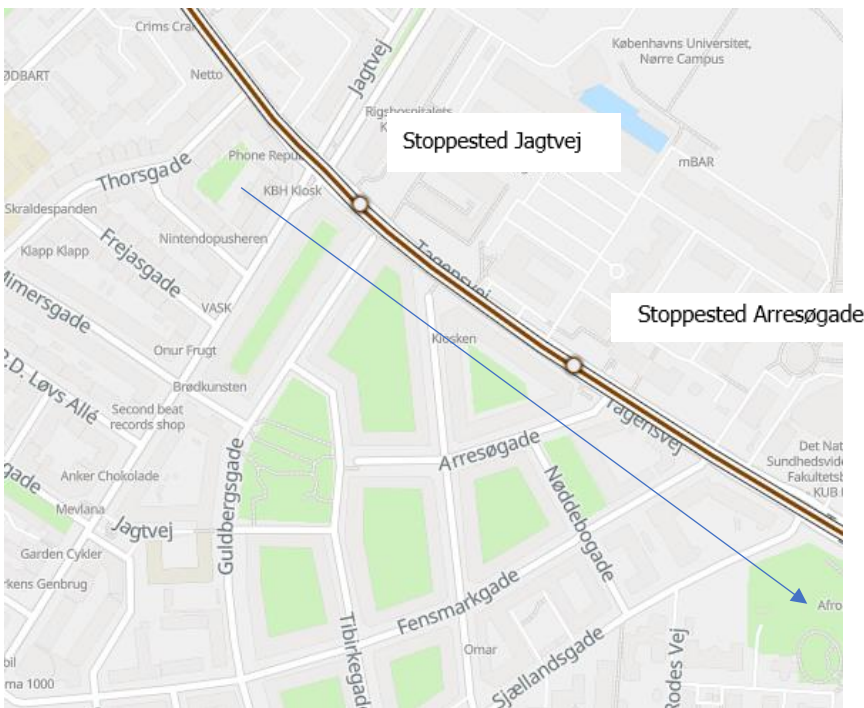 Crims
Netto
ØDBART
Jagtvej
Københavns Universitet,
Nørre Campus
Rigshospitalets
K
Stoppested Jagtvej
Phone Repu
mBAR
Thorsgade
KBH Kiosk
Skraldespanden
Nintendopusheren
Klapp Klapp
Frejasgade
Tagensvej
Mimersgade
VASK
Stoppested Arresøgade
Kiosken
Onur Frugt
P.D. Løvs Allé
Brødkunsten
Second beat
records shop
Tagensvej
Arresøgade
Det Nat
Sundhedsvide
Fakultetsb
KUB
Anker Chokolade
gade
Guldbergsgade
Nøddebogade
Mevlana
Jagtvej
Garden Cykler
rkens Genbrug
Fensmarkgade
Afro
Tibirkegad
Omar
Sjællandsgade
Rodes Vej
bil
ma 1000